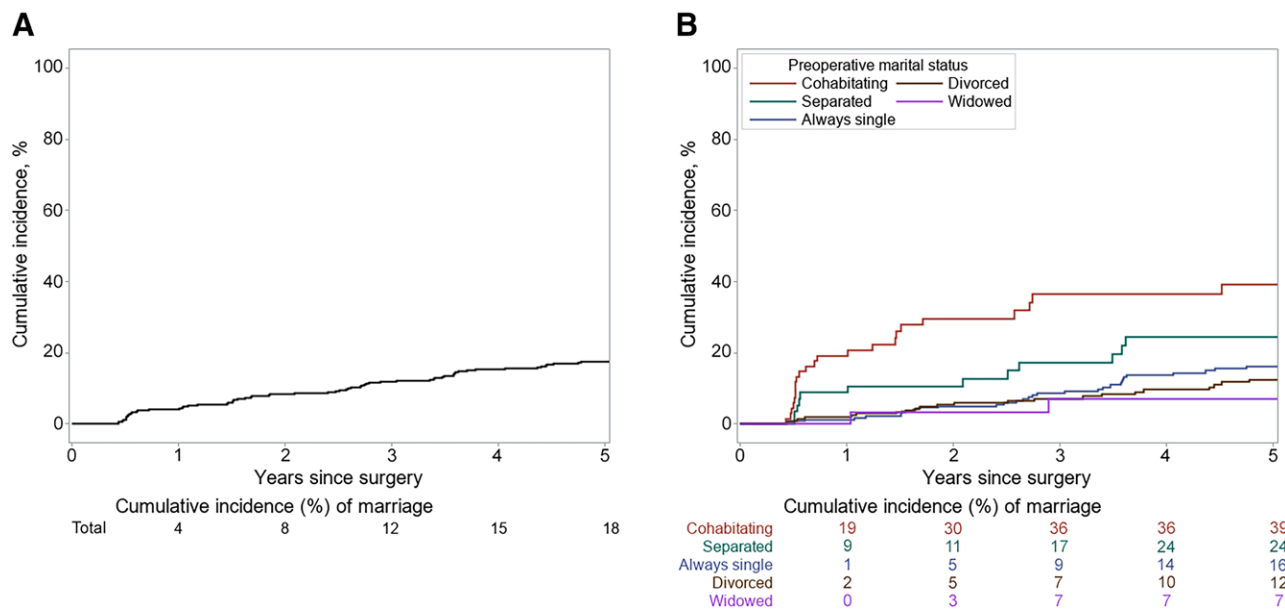 A
Cumulative incidence, %
100
80
60
40
20
0
0 1 2 3 4 5
Years since surgery
Cumulative incidence (%) of marriage
Total 4 8 12 15 18
B
Cumulative incidence, %
100
80
60
40
20
0
Preoperative marital status
Cohabitating Divorced
Separated Widowed
Always single
0 1 2 3 4 5
Years since surgery
Cumulative incidence (%) of marriage
Cohabitating 19 30 36 36 39
Separated 9 11 17 24 24
Always single 1 5 9 14 16
Divorced 2 5 7 10 12
Widowed 0 3 7 7 7